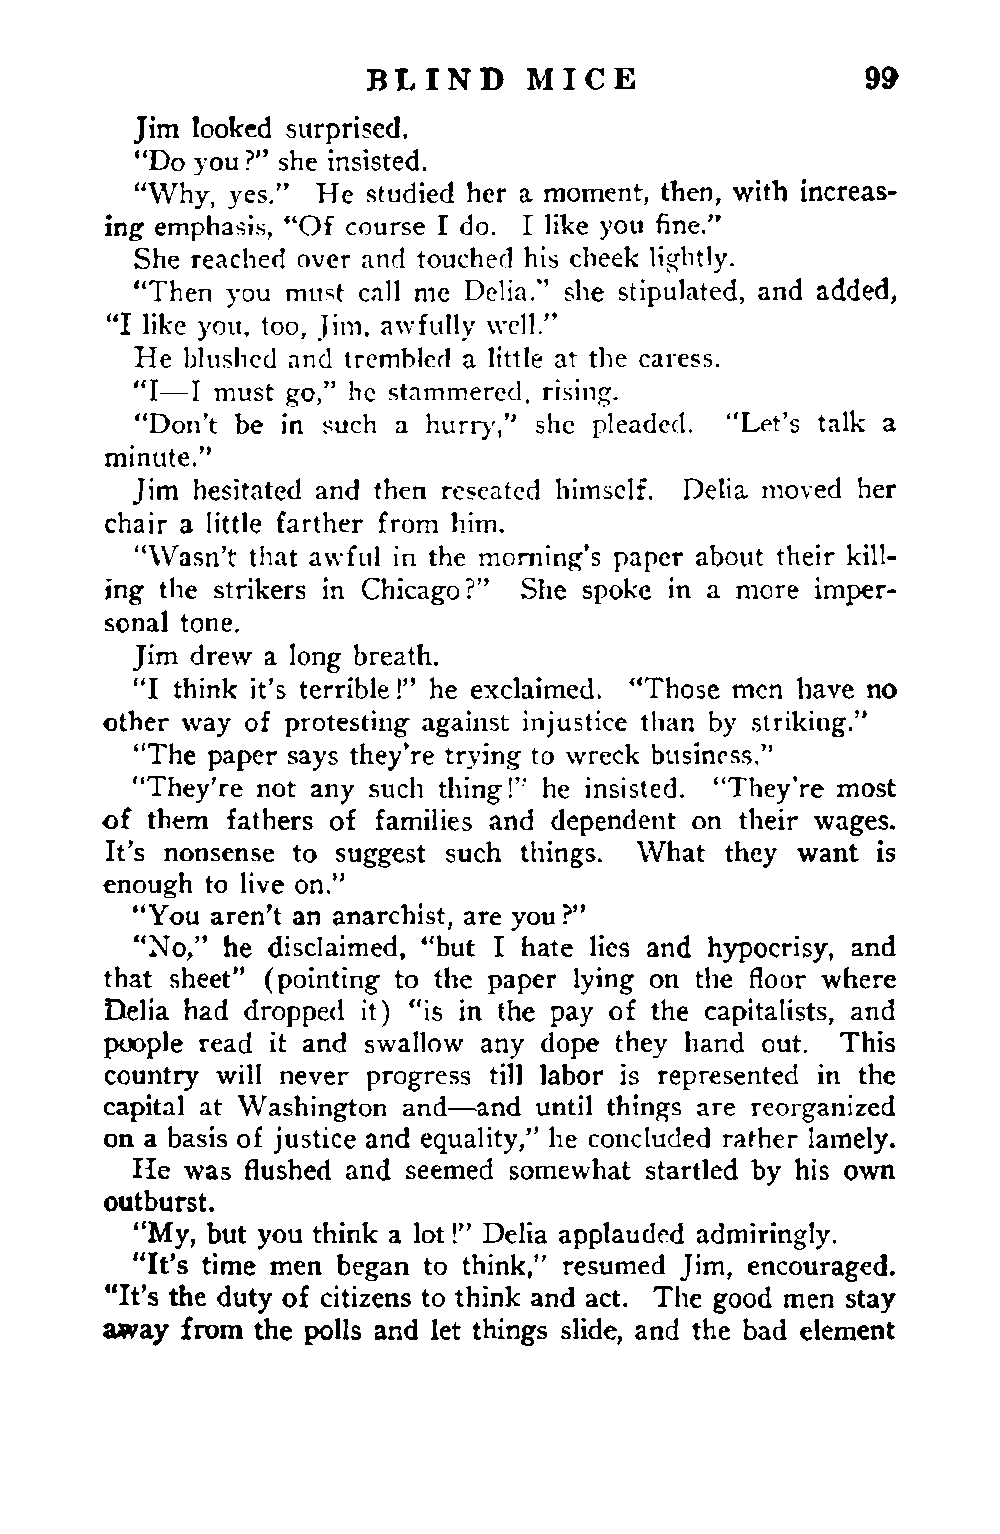 BLIND MICE 99
Jim looked surprised.
“Do you?” she insisted.
“Why, yes.” He studied her a moment, then, with increas-
ing emphasis, “Of course I do. I like you fine.”
She reached over and touched his cheek lightly.
“Then you must call me Delia.” she stipulated, and added,
“I like you, too, Jim, awfully well.”
He blushed and trembled a little at the caress.
“I—I must go,” he stammered, rising.
“Don't be in such a hurry,” she pleaded. “Let's talk a
minute.”
Jim hesitated and then reseated himself. Delia moved her
chair a little farther from him.
“Wasn't that awful in the morning's paper about their kill-
ing the strikers in Chicago?” She spoke in a more imper-
sonal tone.
Jim drew a long breath.
“I think it's terrible!” he exclaimed. “Those men have no
other way of protesting against injustice than by striking.”
“The paper says they're trying to wreck business.”
“They're not any such thing!” he insisted. “They're most
of them fathers of families and dependent on their wages.
It's nonsense to suggest such things. What they want is
enough to live on.”
“You aren't an anarchist, are you?”
“No,” he disclaimed, “but I hate lies and hypocrisy, and
that sheet” (pointing to the paper lying on the floor where
Delia had dropped it) “is in the pay of the capitalists, and
people read it and swallow any dope they hand out. This
country will never progress till labor is represented in the
capital at Washington and—and until things are reorganized
on a basis of justice and equality,” he concluded rather lamely.
He was flushed and seemed somewhat startled by his own
outburst.
“My, but you think a lot!” Delia applauded admiringly.
“It's time men began to think,” resumed Jim, encouraged.
“It's the duty of citizens to think and act. The good men stay
away from the polls and let things slide, and the bad element